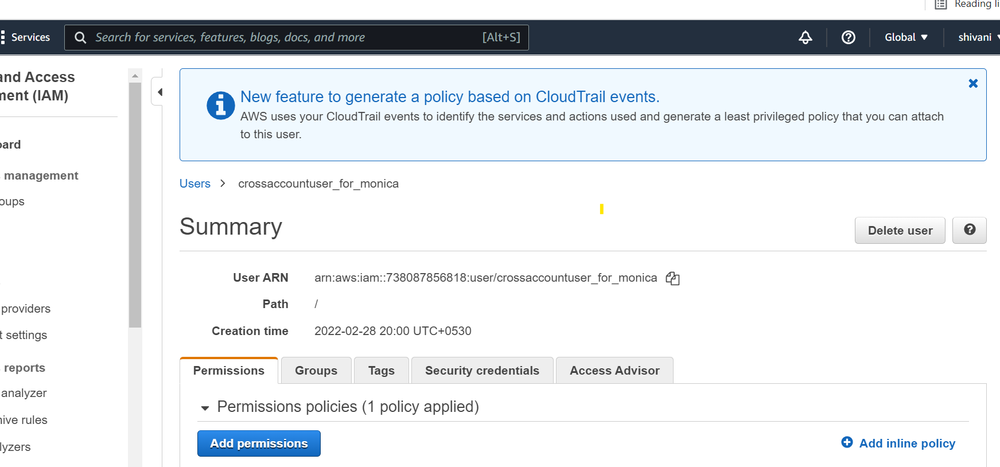 Reading li
Services
Search for services, features, blogs, docs, and more [Alt+S]
Global
shivani
and Access
ment (IAM)
oard
management
oups
providers
t settings
reports
analyzer
hive rules
lyzers
New feature to generate a policy based on CloudTrail events.
AWS uses your CloudTrail events to identify the services and actions used and generate a least privileged policy that you can attach
to this user.
Users > crossaccountuser_for_monica
Summary
Delete user
User ARN arn:aws:iam::738087856818:user/crossaccountuser_for_monica
Path /
Creation time 2022-02-28 20:00 UTC+0530
Permissions Groups Tags Security credentials Access Advisor
Permissions policies (1 policy applied)
Add permissions
Add inline policy